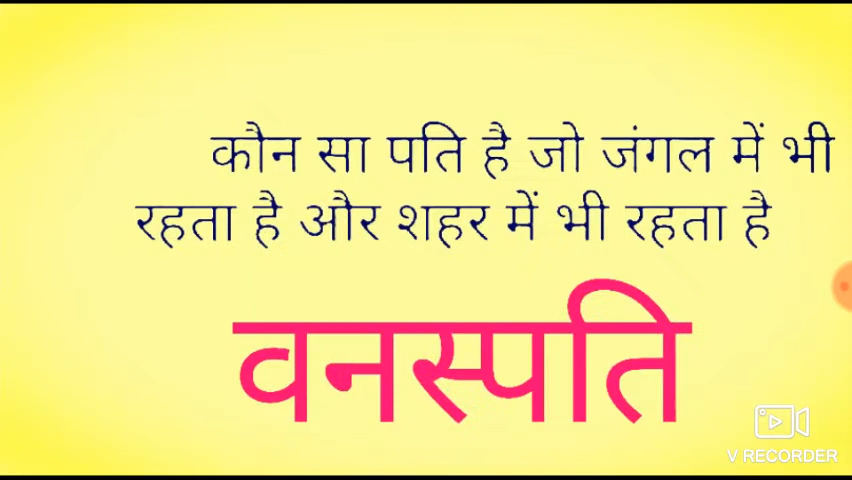 कौन सा पति है जो जंगल में भी
रहता है और शहर में भी रहता है
वनस्पति
V RECORDER